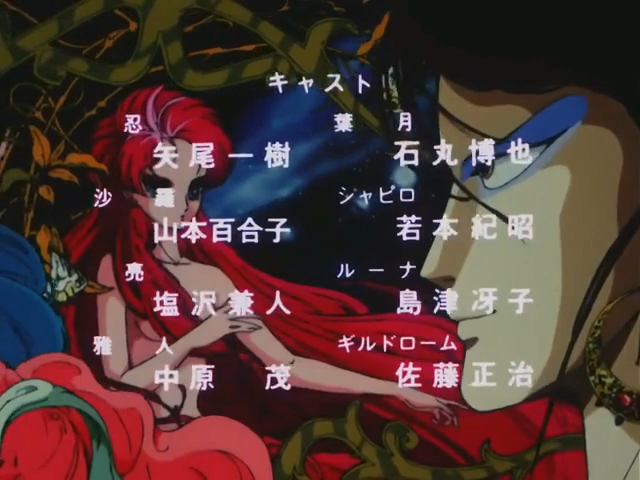 キャスト
忍 葉月
矢尾一樹 石丸博也
沙羅 シャピロ
山本百合子 若本紀昭
亮 ルーナ
塩沢兼人 島津冴子
雅人 ギルドローム
中原茂 佐藤正治